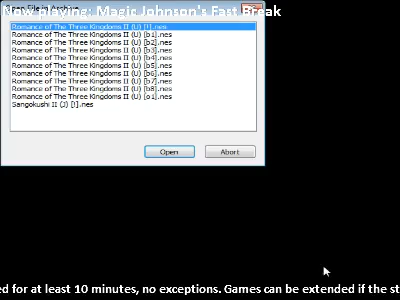 Now playing: Magic Johnson's Fast Break
Open File in Archive
Romance of The Three Kingdoms II (U) [!].nes
Romance of The Three Kingdoms II (U) [b1].nes
Romance of The Three Kingdoms II (U) [b2].nes
Romance of The Three Kingdoms II (U) [b3].nes
Romance of The Three Kingdoms II (U) [b4].nes
Romance of The Three Kingdoms II (U) [b5].nes
Romance of The Three Kingdoms II (U) [b6].nes
Romance of The Three Kingdoms II (U) [b7].nes
Romance of The Three Kingdoms II (U) [b8].nes
Romance of The Three Kingdoms II (U) [o1].nes
Sangokushi II (J) [!].nes
Open Abort
ed for at least 10 minutes, no exceptions. Games can be extended if the st